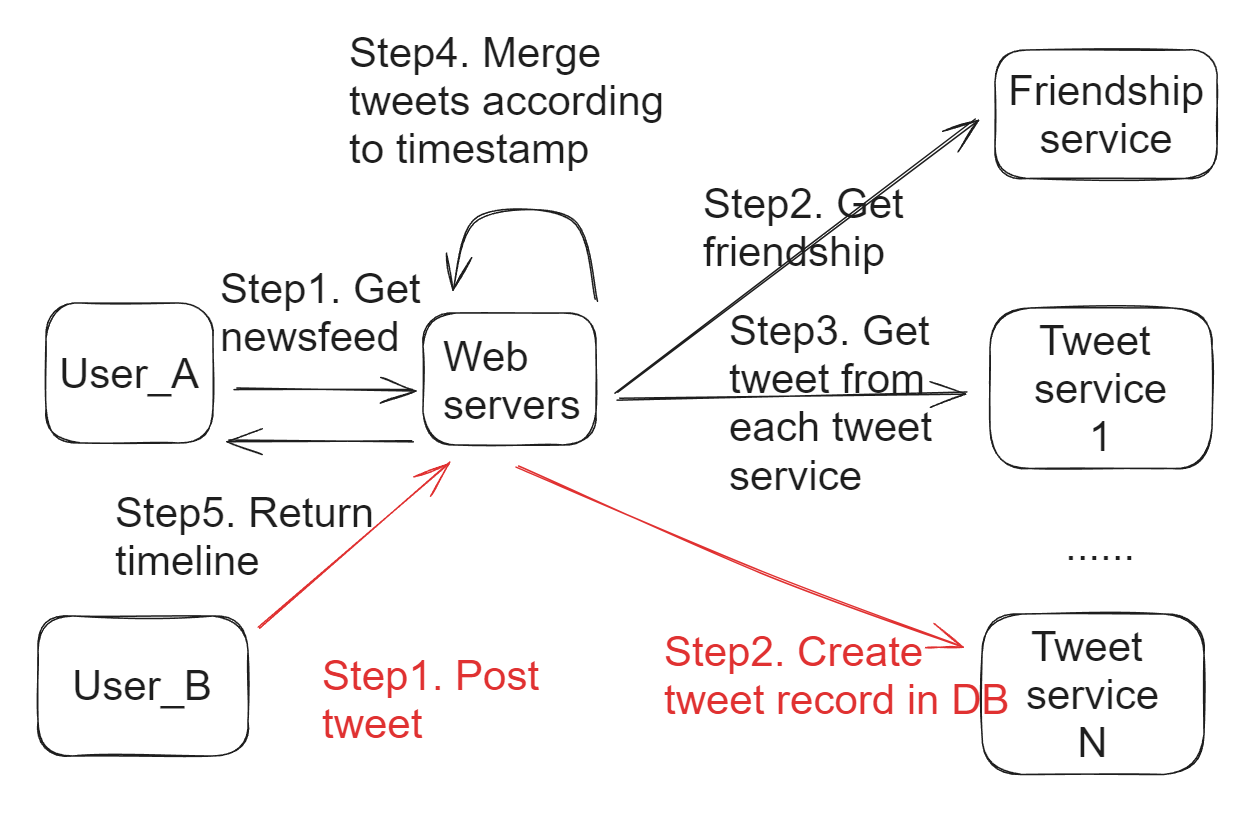 Step4. Merge
tweets according
to timestamp
Friendship
service
Step2. Get
friendship
Step1. Get
newsfeed
User_A
Web
servers
Step3. Get
tweet from
each tweet
service
Tweet
service
1
Step5. Return
timeline
......
User_B
Step1. Post
tweet
Step2. Create
tweet record in DB
Tweet
service
N